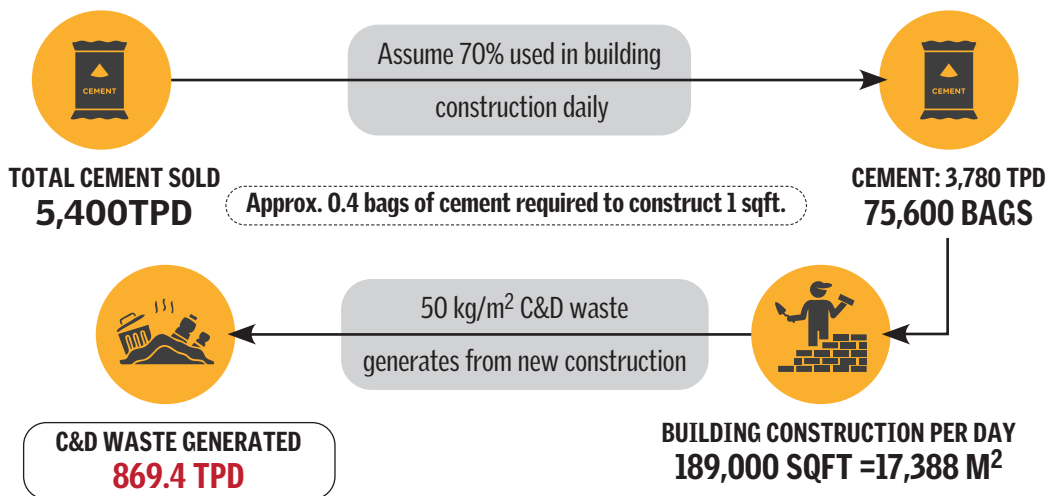 CEMENT
Assume 70% used in building
construction daily
CEMENT
TOTAL CEMENT SOLD
5,400TPD
Approx. 0.4 bags of cement required to construct 1 sqft.
CEMENT: 3,780 TPD
75,600 BAGS
50 kg/m² C&D waste
generates from new construction
C&D WASTE GENERATED
869.4 TPD
BUILDING CONSTRUCTION PER DAY
189,000 SQFT =17,388 M²